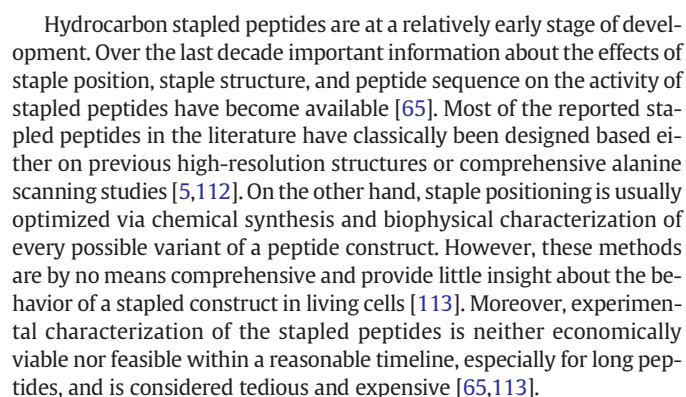 Hydrocarbon stapled peptides are at a relatively early stage of devel-
opment. Over the last decade important information about the effects of
staple position, staple structure, and peptide sequence on the activity of
stapled peptides have become available [65]. Most of the reported sta-
pled peptides in the literature have classically been designed based ei-
ther on previous high-resolution structures or comprehensive alanine
scanning studies [5,112]. On the other hand, staple positioning is usually
optimized via chemical synthesis and biophysical characterization of
every possible variant of a peptide construct. However, these methods
are by no means comprehensive and provide little insight about the be-
havior of a stapled construct in living cells [113]. Moreover, experimen-
tal characterization of the stapled peptides is neither economically
viable nor feasible within a reasonable timeline, especially for long pep-
tides, and is considered tedious and expensive [65,113].